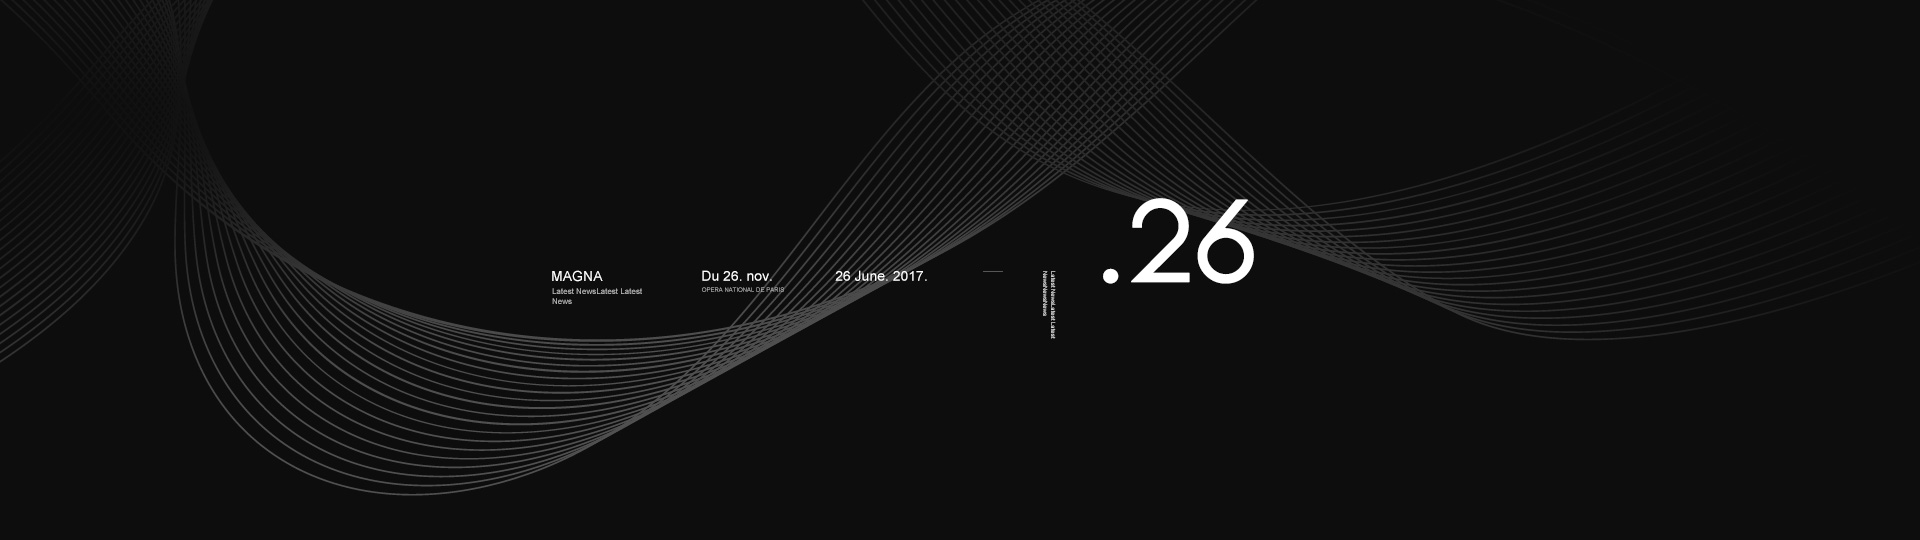 MAGNA
Latest NewsLatest Latest
News
Du 26. nov.
OPERA NATIONAL DE PARIS
26 June. 2017.
Latest NewsLatest Latest
NewsNewsNews
.26